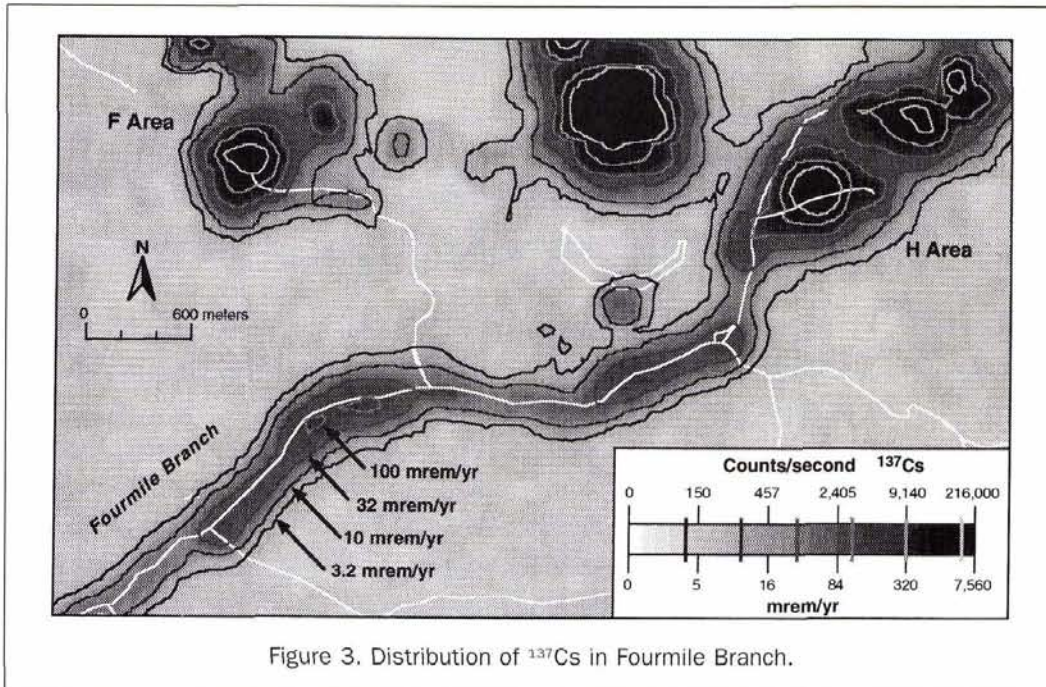 F Area
N
0 600 meters
H Area
Fourmile Branch
100 mrem/yr
32 mrem/yr
10 mrem/yr
3.2 mrem/yr
Counts/second ¹³⁷Cs
0 150 457 2,405 9,140 216,000
0 5 16 84 320 7,560
mrem/yr
Figure 3. Distribution of ¹³⁷Cs in Fourmile Branch.